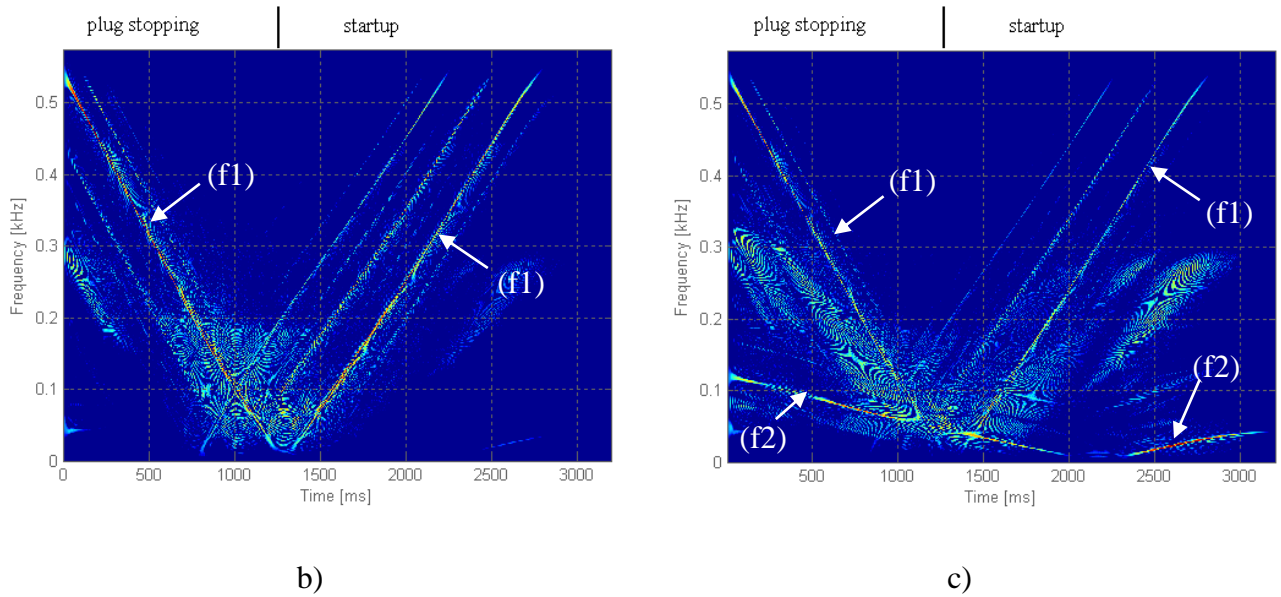 plug stopping
startup
0.5
0.4
0.3
0.2
0.1
0
Frequency [kHz]
(f1)
(f1)
0
500
1000
1500
2000
2500
3000
Time [ms]
b)
plug stopping
startup
0.5
0.4
0.3
0.2
0.1
0
Frequency [kHz]
(f1)
(f1)
(f2)
(f2)
500
1000
1500
2000
2500
3000
Time [ms]
c)